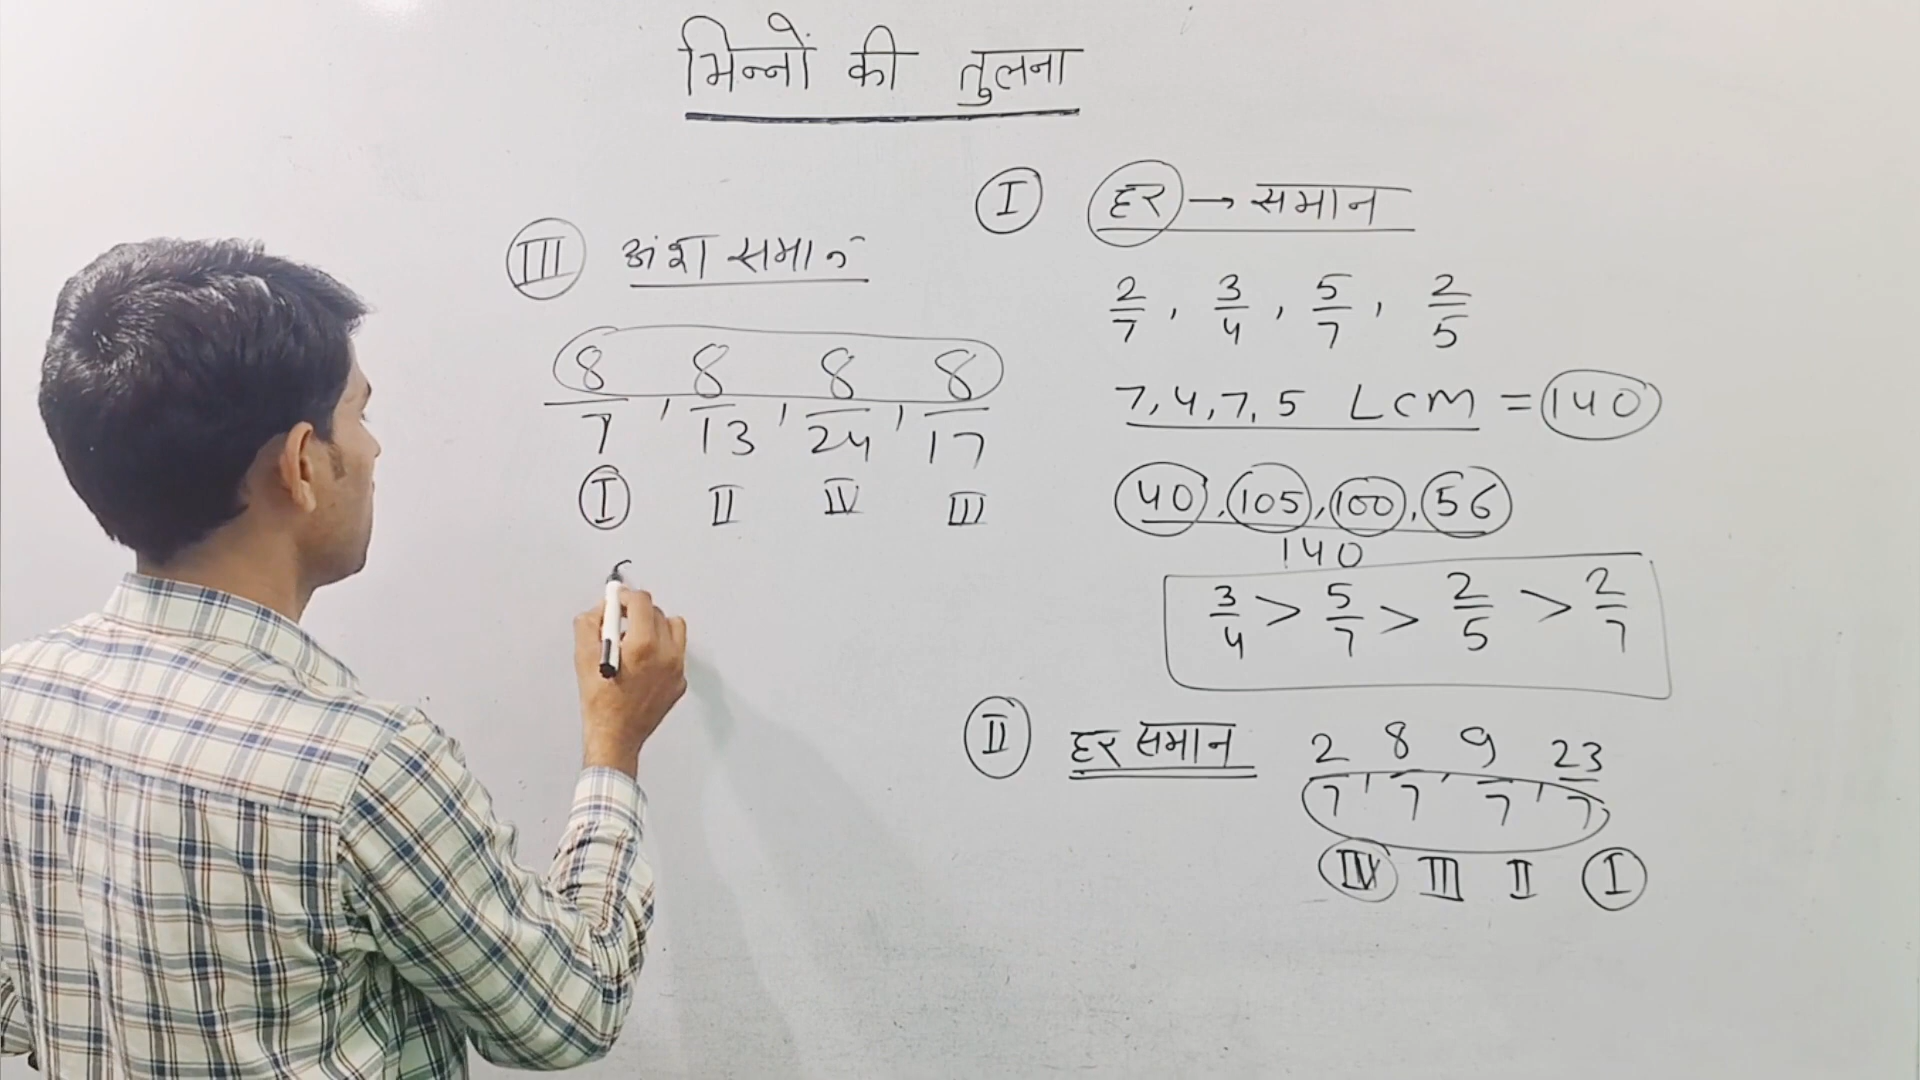 भिन्नों की तुलना
I हर → समान
2/7, 3/4, 5/7, 2/5
7,4,7,5 LCM = 140
40, 105, 100, 56
140
3/4 > 5/7 > 2/5 > 2/7
II हर समान 2/7, 8/7, 9/7, 23/7
IV III II I
III अंश समान
8/7, 8/13, 8/24, 8/17
I II IV III